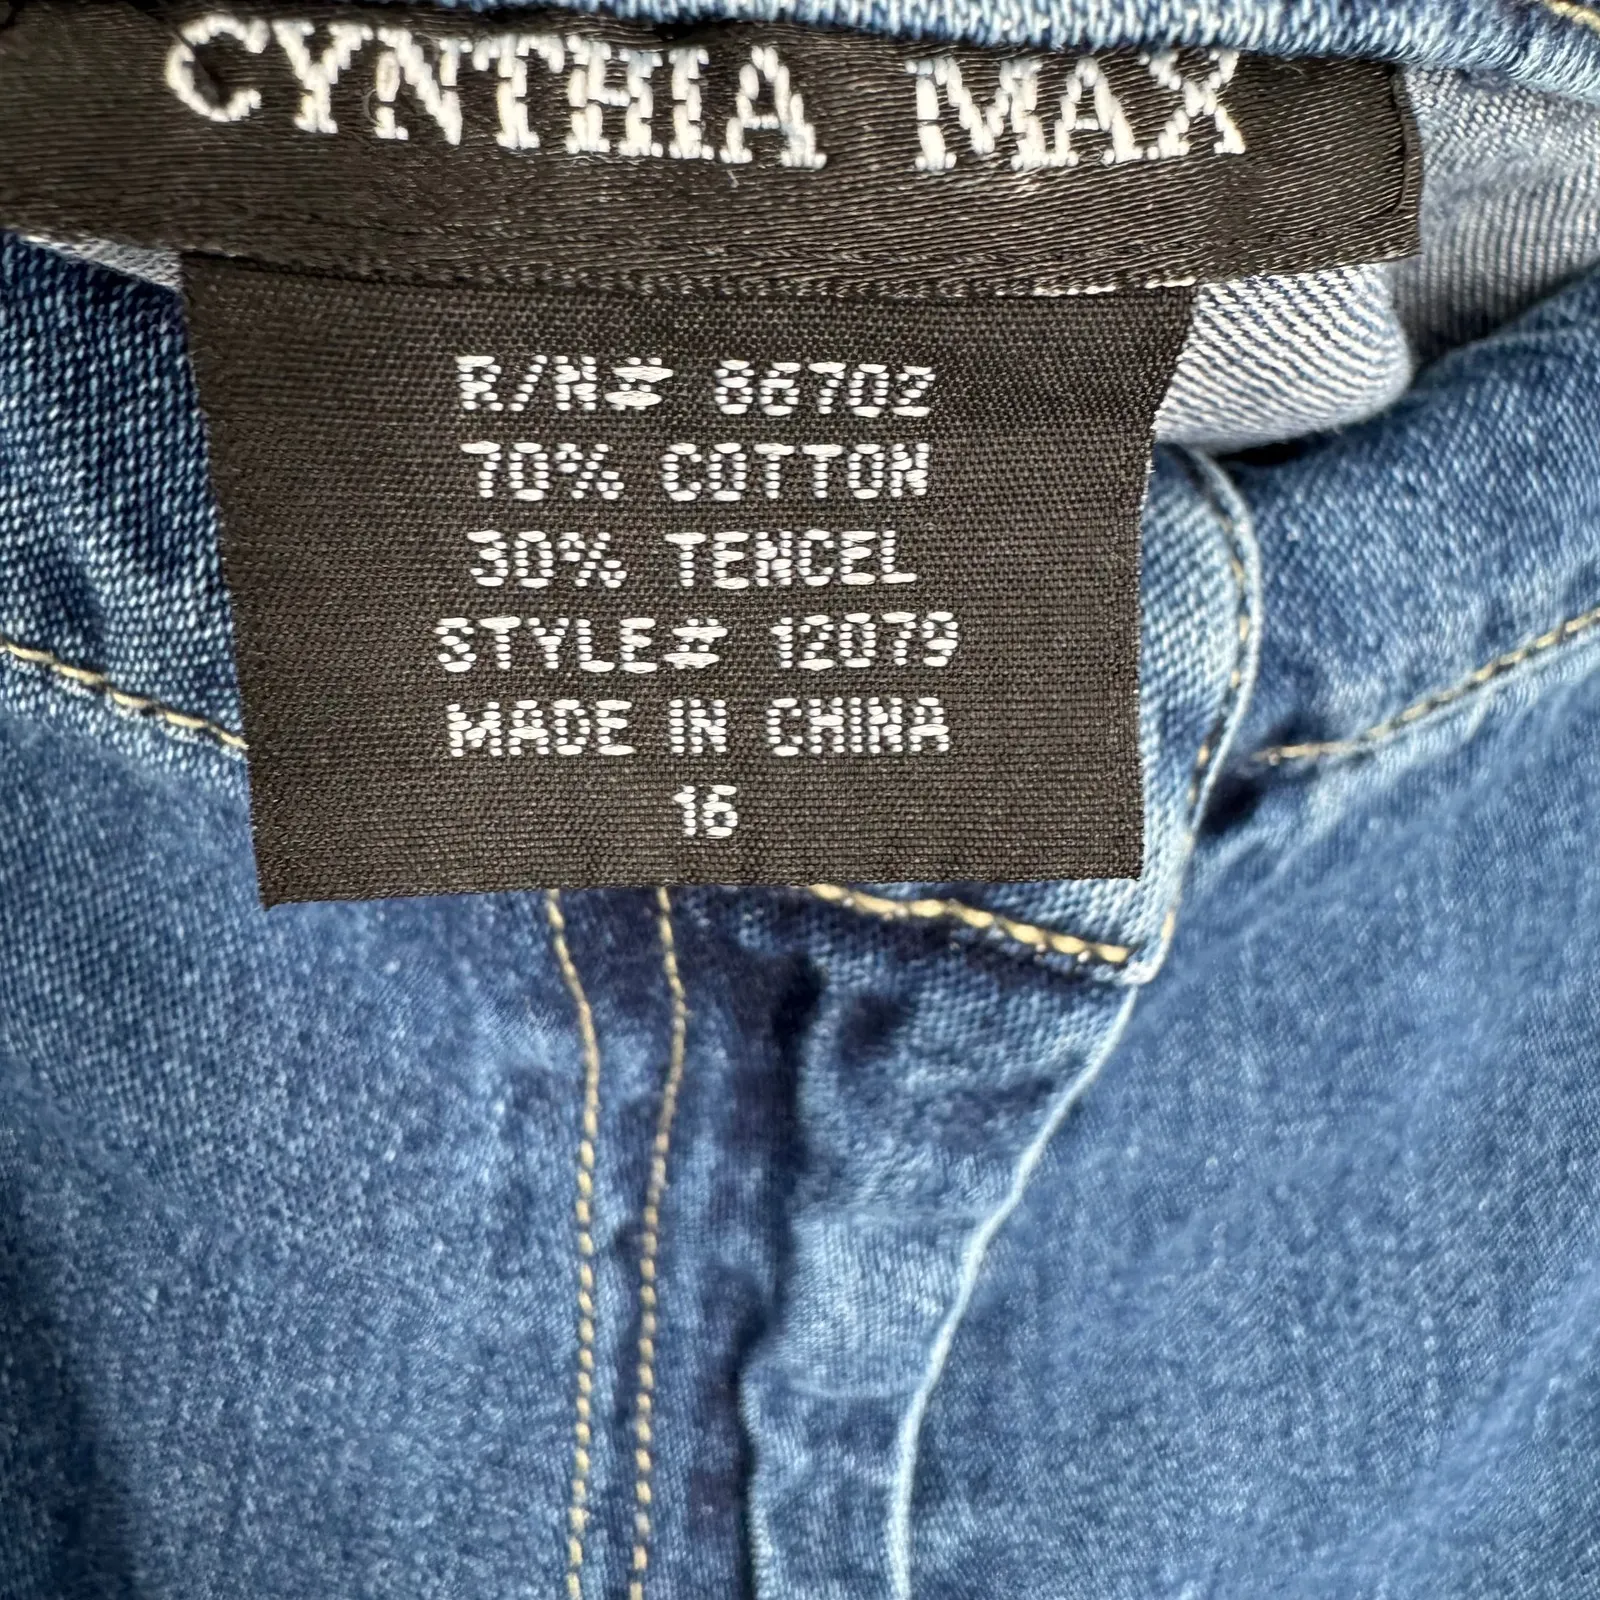 CYNTHIA MAX
R/N# 86702
70% COTTON
30% TENCEL
STYLE# 12079
MADE IN CHINA
16